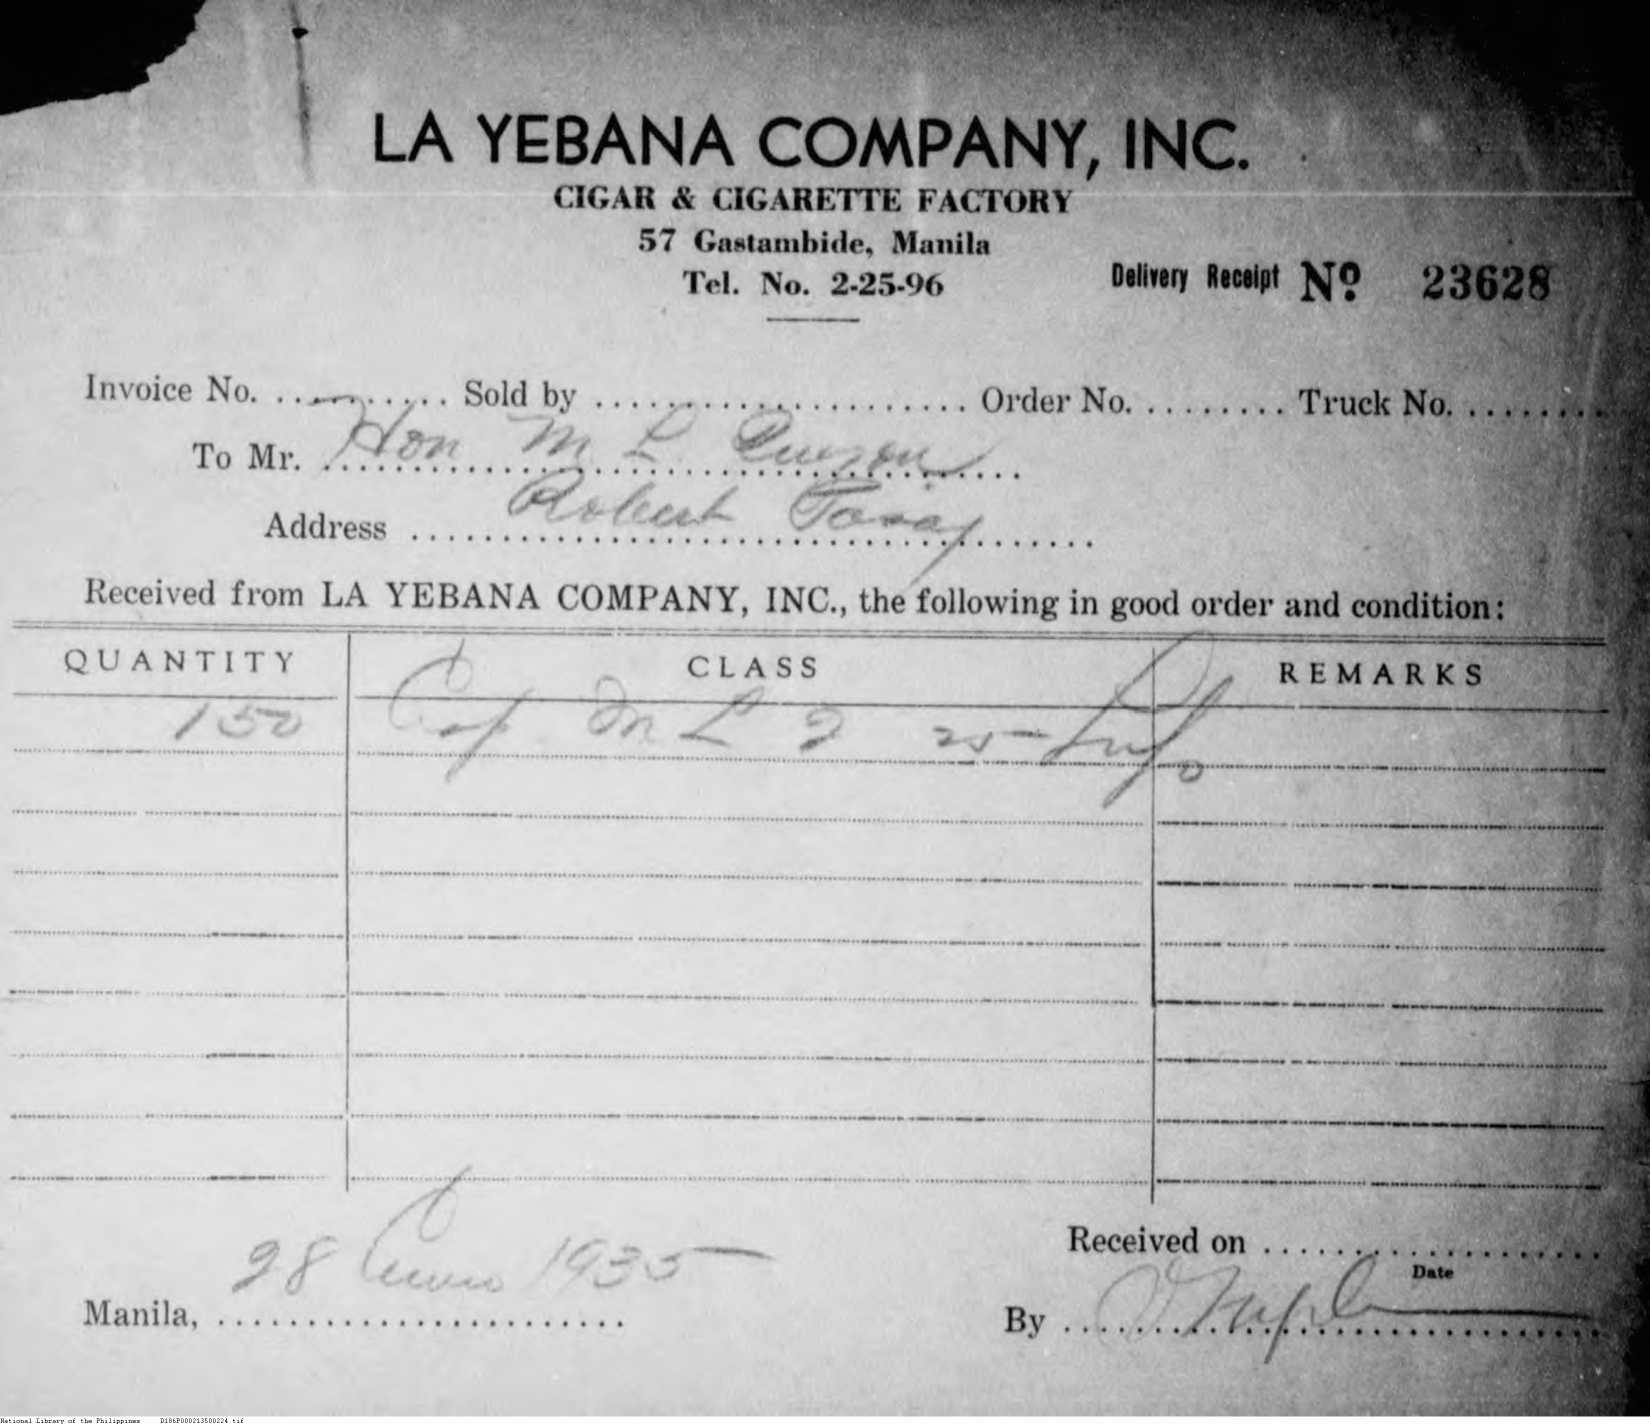 LA YEBANA COMPANY, INC.
CIGAR & CIGARETTE FACTORY
57 Gastambide, Manila
Tel. No. 2-25-96
Delivery Receipt Nº 23628
Invoice No. .......... Sold by ..................... Order No. ......... Truck No. ........
To Mr. Hon M L Quezon
Address Robert
Received from LA YEBANA COMPANY, INC., the following in good order and condition:
QUANTITY CLASS REMARKS
150 M L Q 25
28 1935
Manila, .......................
Received on ...................
Date
By
National Library of the Philippines D186P000213500224.tif